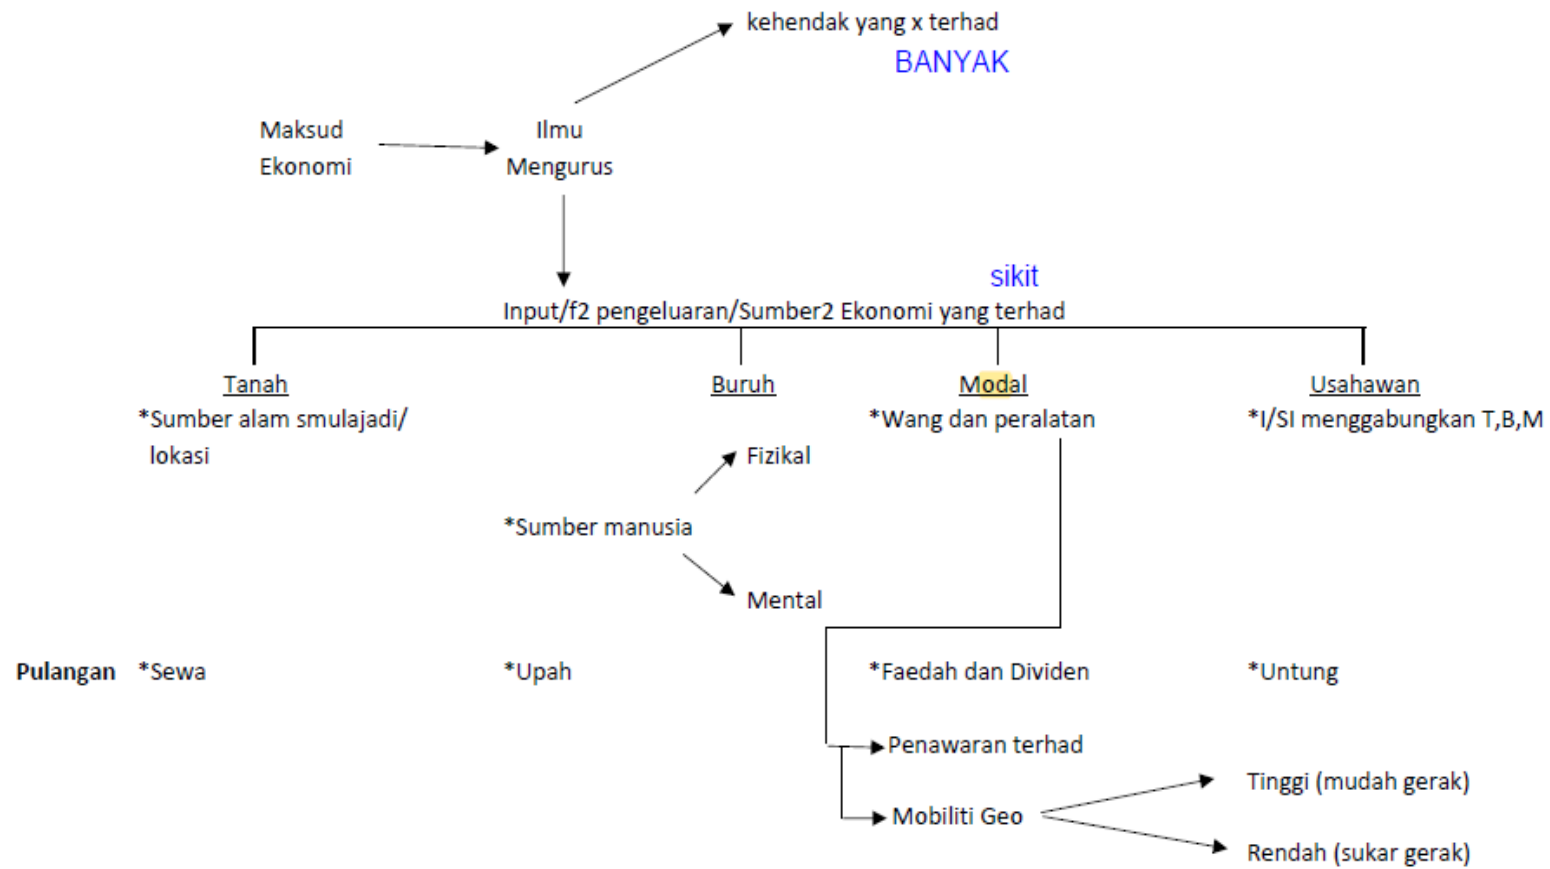 kehendak yang x terhad
BANYAK
Maksud
Ekonomi
Ilmu
Mengurus
sikit
Input/f2 pengeluaran/Sumber2 Ekonomi yang terhad
Tanah
*Sumber alam smulajadi/
lokasi
Buruh
Fizikal
*Sumber manusia
Mental
Modal
*Wang dan peralatan
Usahawan
*I/SI menggabungkan T,B,M
Pulangan *Sewa *Upah *Faedah dan Dividen *Untung
Penawaran terhad
Mobiliti Geo
Tinggi (mudah gerak)
Rendah (sukar gerak)